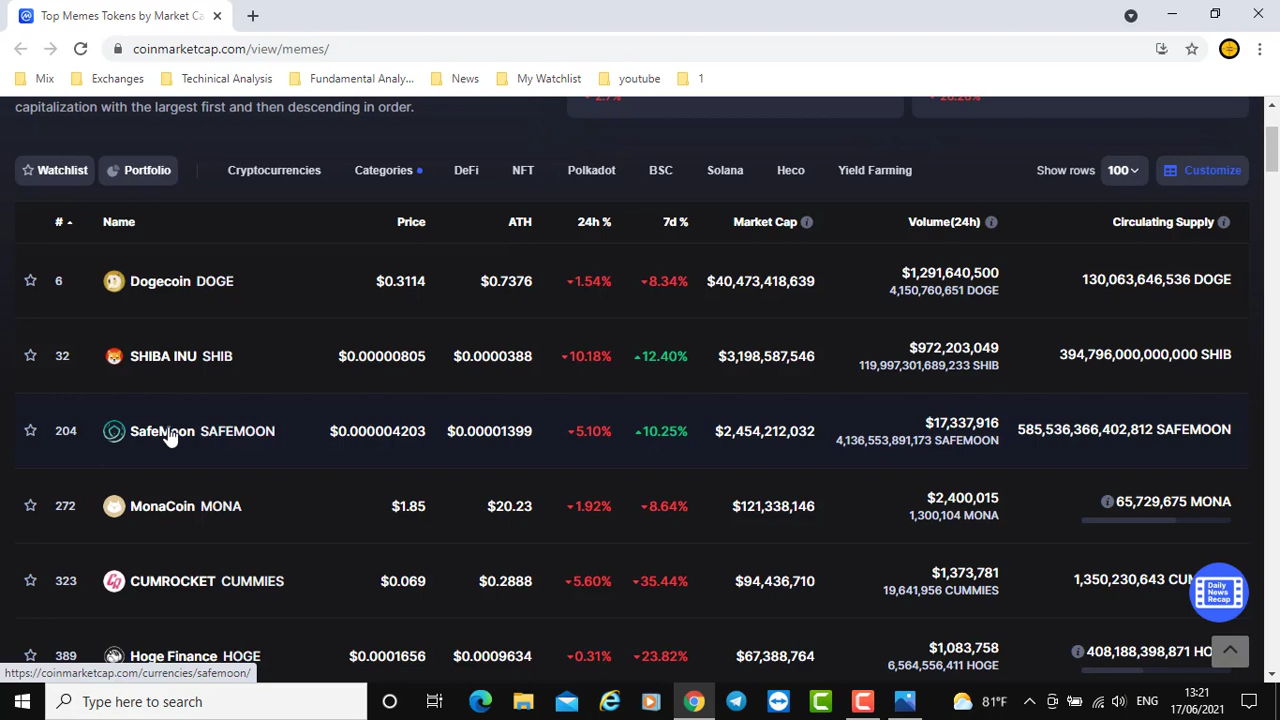 Top Memes Tokens by Market Ca
coinmarketcap.com/view/memes/
Mix Exchanges Techinical Analysis Fundamental Analy... News My Watchlist youtube 1
capitalization with the largest first and then descending in order.
Watchlist Portfolio Cryptocurrencies Categories DeFi NFT Polkadot BSC Solana Heco Yield Farming Show rows 100 Customize
# Name Price ATH 24h % 7d % Market Cap Volume(24h) Circulating Supply
6 Dogecoin DOGE $0.3114 $0.7376 1.54% 8.34% $40,473,418,639 $1,291,640,500 130,063,646,536 DOGE
4,150,760,651 DOGE
32 SHIBA INU SHIB $0.00000805 $0.0000388 10.18% 12.40% $3,198,587,546 $972,203,049 394,796,000,000,000 SHIB
119,997,301,689,233 SHIB
204 SafeMoon SAFEMOON $0.000004203 $0.00001399 5.10% 10.25% $2,454,212,032 $17,337,916 585,536,366,402,812 SAFEMOON
4,136,553,891,173 SAFEMOON
272 MonaCoin MONA $1.85 $20.23 1.92% 8.64% $121,338,146 $2,400,015 65,729,675 MONA
1,300,104 MONA
323 CUMROCKET CUMMIES $0.069 $0.2888 5.60% 35.44% $94,436,710 $1,373,781 1,350,230,643 CUM
19,641,956 CUMMIES
Daily
News
Recap
389 Hoge Finance HOGE $0.0001656 $0.0009634 0.31% 23.82% $67,388,764 $1,083,758 408,188,398,871 HO
6,564,556,411 HOGE
https://coinmarketcap.com/currencies/safemoon/
Type here to search 81°F ENG 13:21
17/06/2021